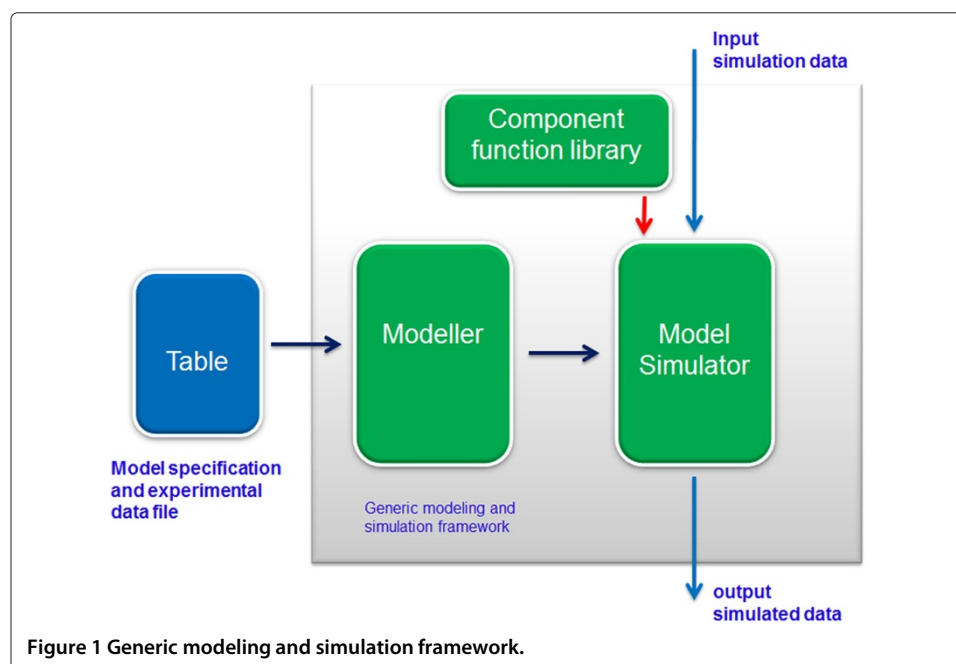 Input
simulation data
Component
function library
Table
Modeller
Model
Simulator
Model specification
and experimental
data file
Generic modeling and
simulation framework
output
simulated data
Figure 1 Generic modeling and simulation framework.